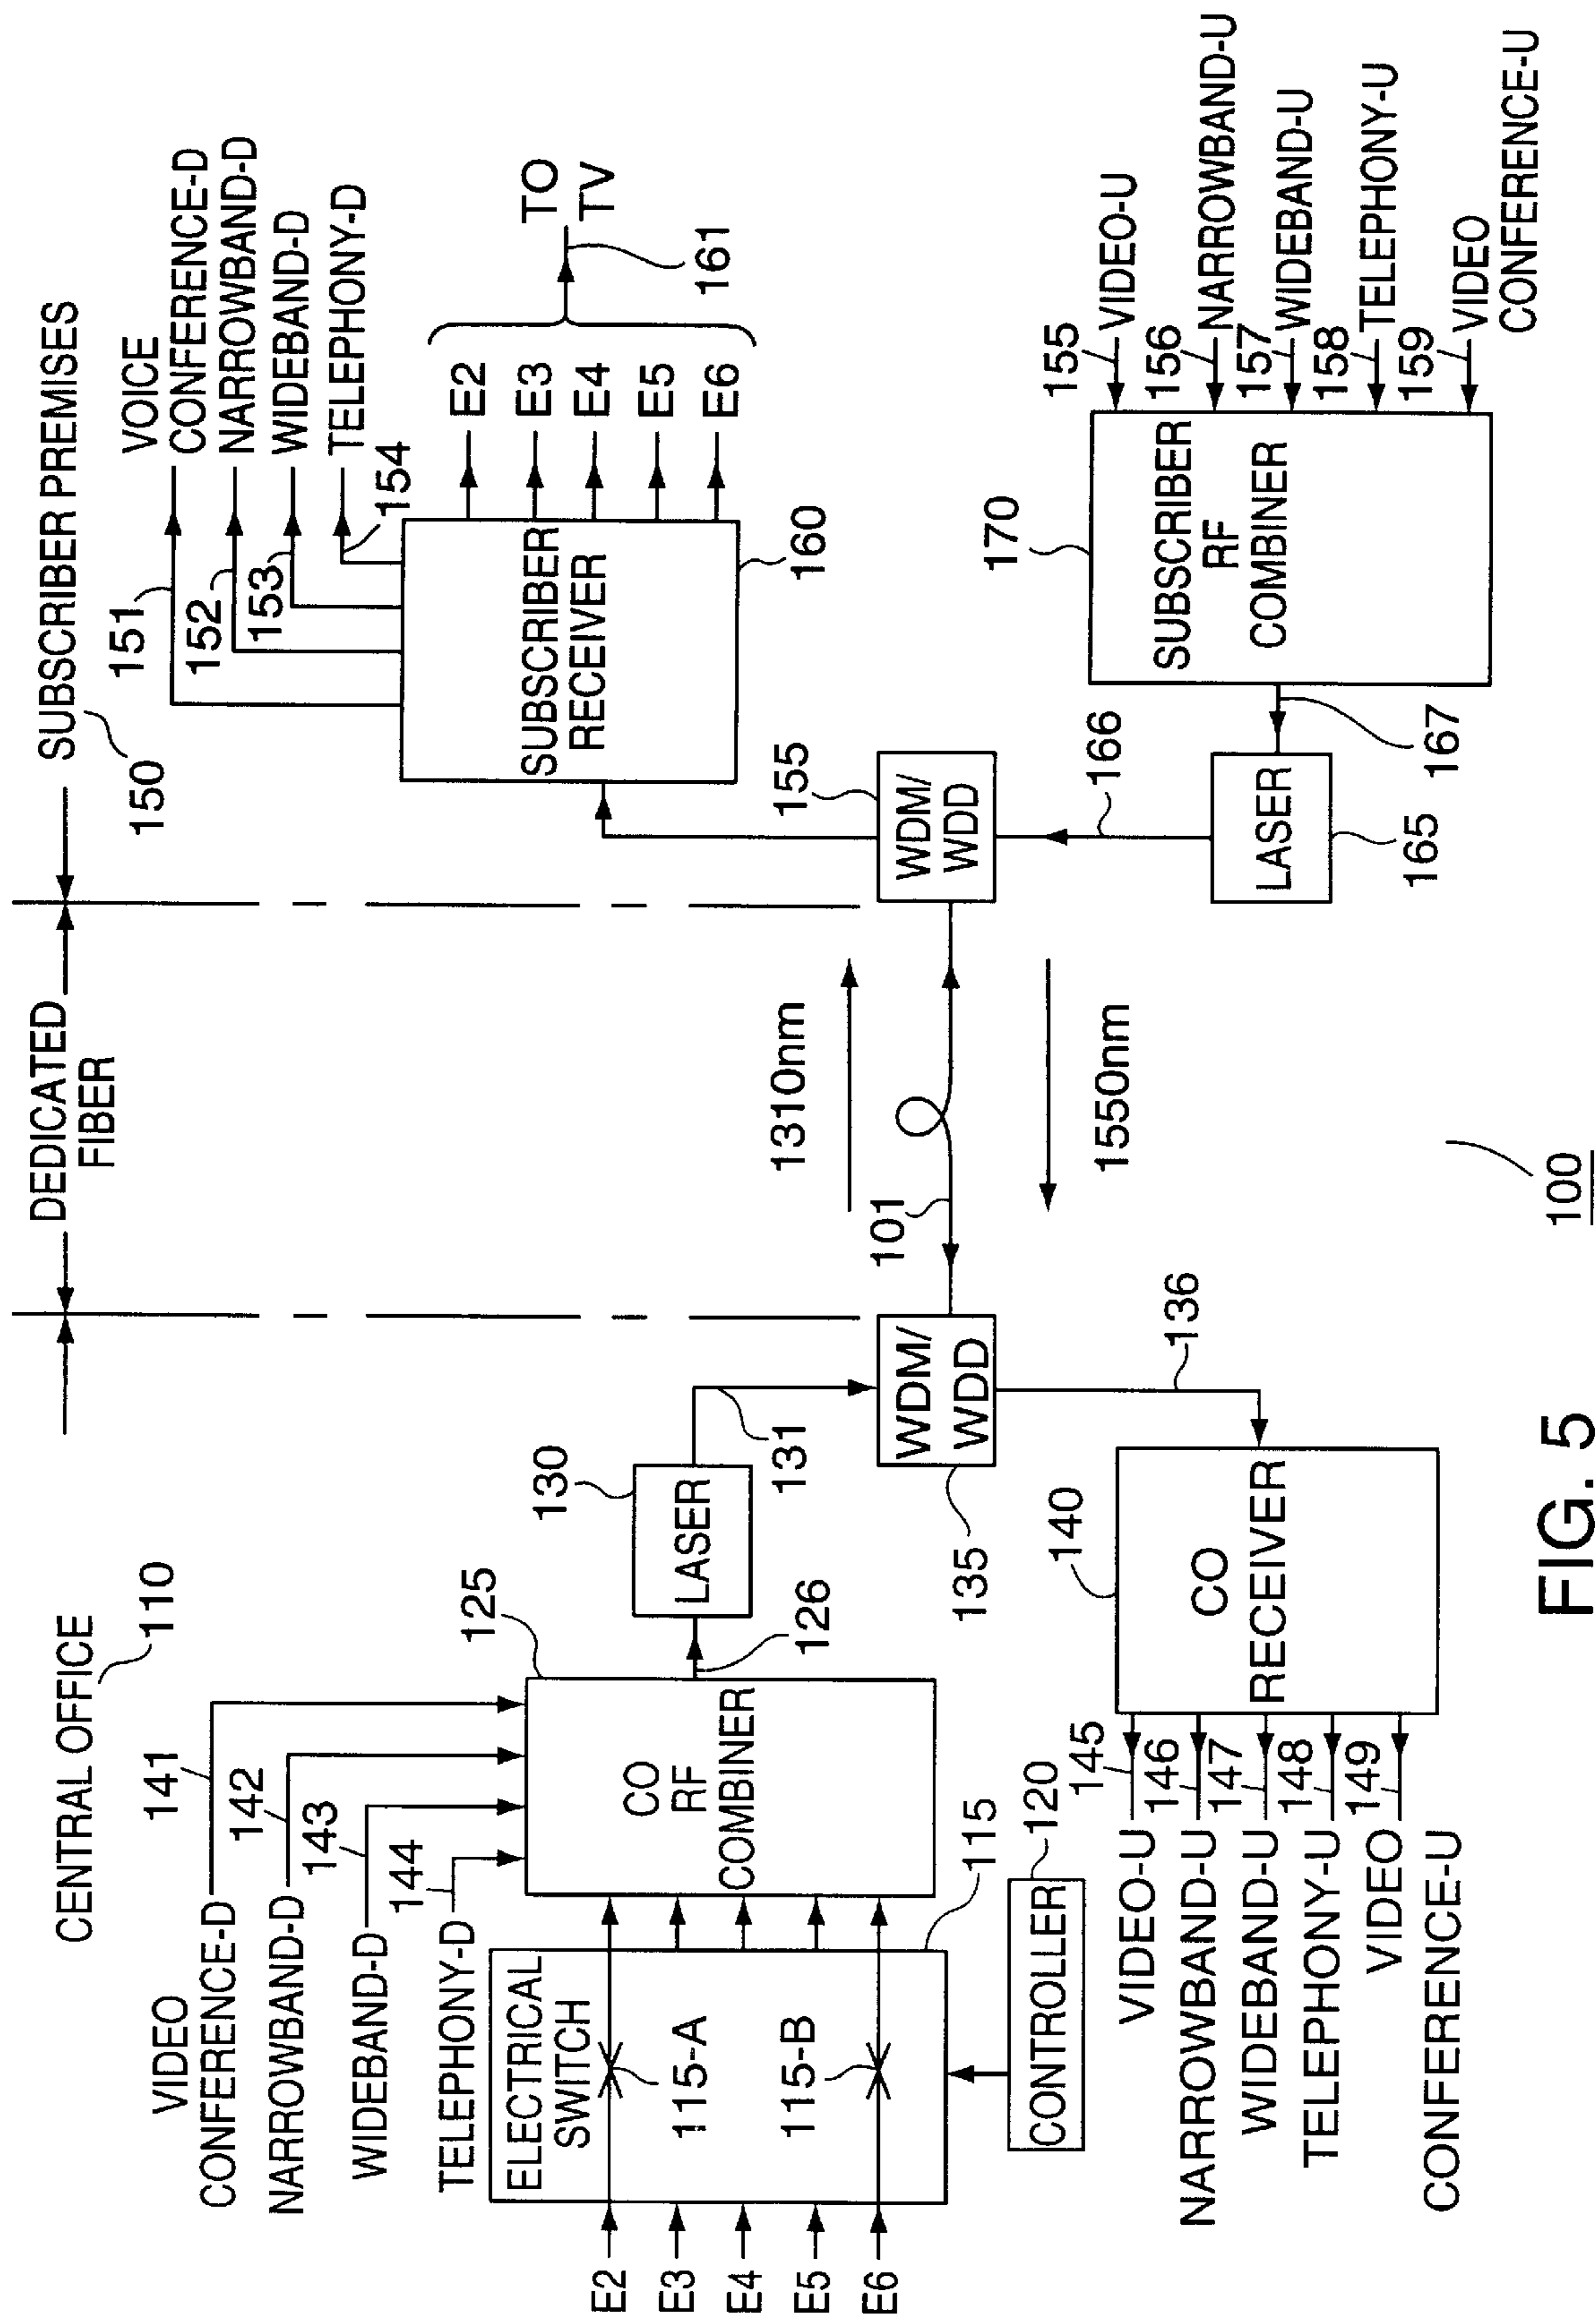 CENTRAL OFFICE
110
DEDICATED
FIBER
SUBSCRIBER PREMISES
150
VIDEO
CONFERENCE-D
141
NARROWBAND-D
142
WIDEBAND-D
143
TELEPHONY-D
144
ELECTRICAL
SWITCH
115-A
115-B
E2
E3
E4
E5
E6
115
CONTROLLER
120
CO
RF
COMBINER
125
126
LASER
130
131
WDM/
WDD
135
136
CO
RECEIVER
140
145
146
147
148
149
VIDEO-U
NARROWBAND-U
WIDEBAND-U
TELEPHONY-U
VIDEO
CONFERENCE-U
101
1310nm
1550nm
WDM/
WDD
155
SUBSCRIBER
RECEIVER
160
151
152
153
154
VOICE
CONFERENCE-D
NARROWBAND-D
WIDEBAND-D
TELEPHONY-D
E2
E3
E4
E5
E6
TO
TV
161
166
LASER
165
167
SUBSCRIBER
RF
COMBINER
170
155
VIDEO-U
156
NARROWBAND-U
157
WIDEBAND-U
158
TELEPHONY-U
159
VIDEO
CONFERENCE-U
100
FIG. 5